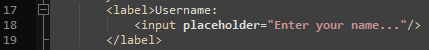 17 <label>Username:
18 <input placeholder="Enter your name..."/>
19 </label>